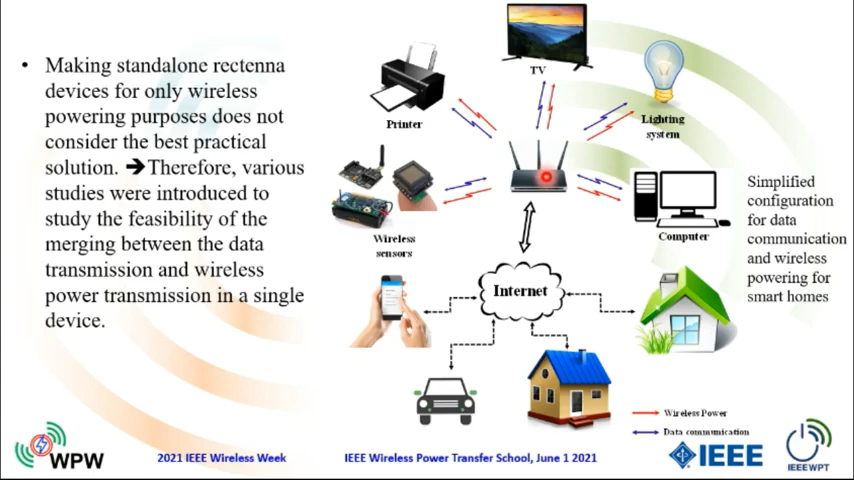 • Making standalone rectenna
devices for only wireless
powering purposes does not
consider the best practical
solution. ➔Therefore, various
studies were introduced to
study the feasibility of the
merging between the data
transmission and wireless
power transmission in a single
device.
TV
Printer
Lighting
system
Wireless
sensors
Computer
Internet
Simplified
configuration
for data
communication
and wireless
powering for
smart homes
Wireless Power
Data communication
WPW
2021 IEEE Wireless Week
IEEE Wireless Power Transfer School, June 1 2021
IEEE
IEEE WPT